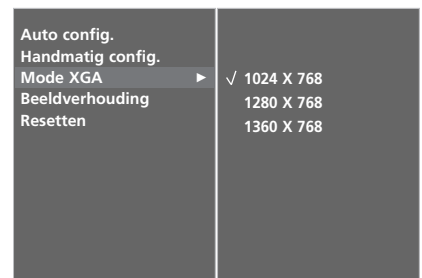 Auto config.
Handmatig config.
Mode XGA ►
Beeldverhouding
Resetten
√ 1024 X 768
1280 X 768
1360 X 768